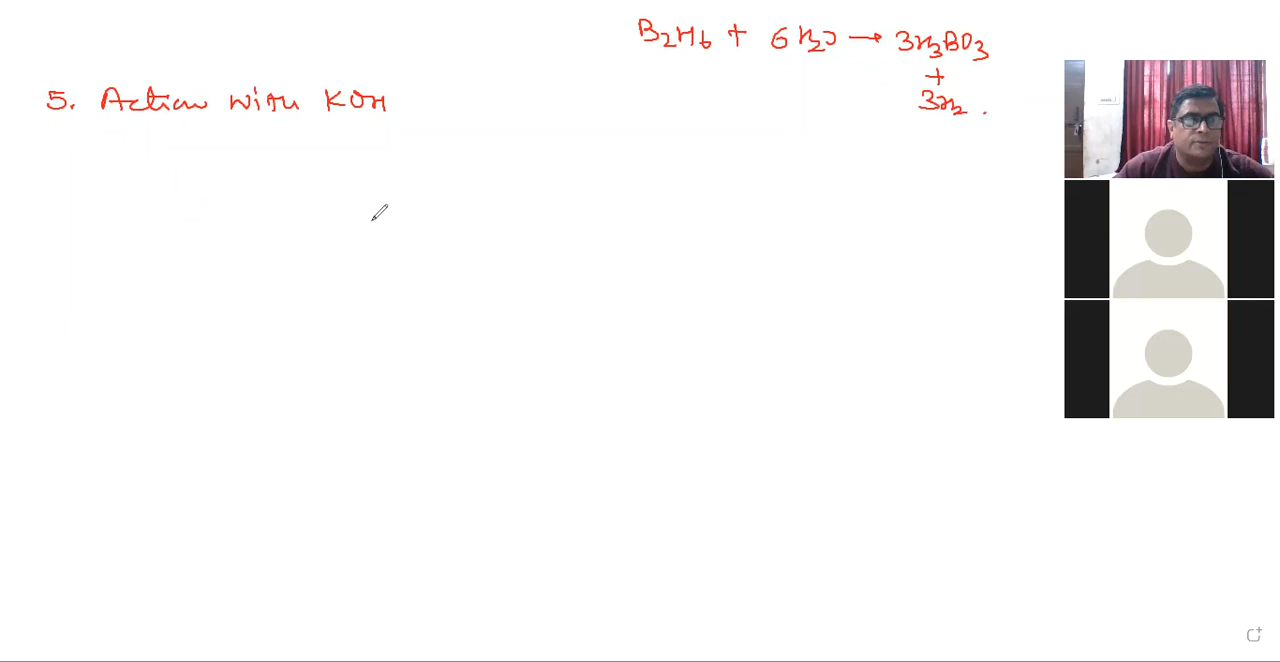 B2H6 + 6H2O → 3H3BO3
+
3H2.
5. Action with KOH